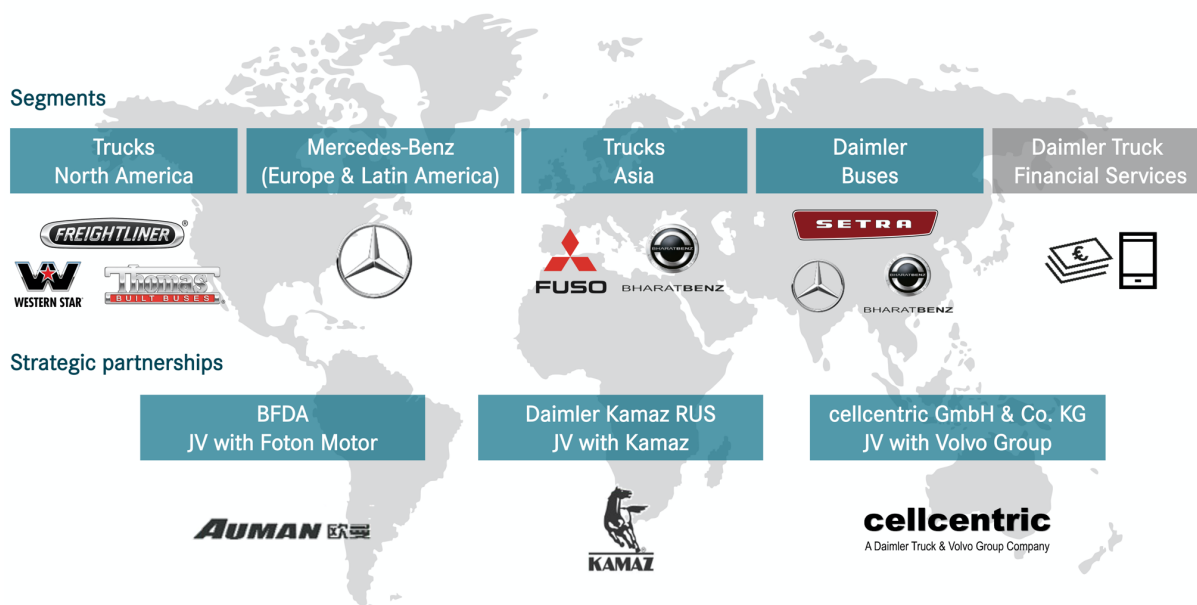 Segments
Trucks
North America
Mercedes-Benz
(Europe & Latin America)
Trucks
Asia
Daimler
Buses
Daimler Truck
Financial Services
FREIGHTLINER®
WESTERN STAR
Thomas
BUILT BUSES
FUSO
BHARATBENZ
BHARATBENZ
SETRA
BHARATBENZ
BHARATBENZ
€
Strategic partnerships
BFDA
JV with Foton Motor
Daimler Kamaz RUS
JV with Kamaz
cellcentric GmbH & Co. KG
JV with Volvo Group
AUMAN 欧曼
KAMAZ
cellcentric
A Daimler Truck & Volvo Group Company